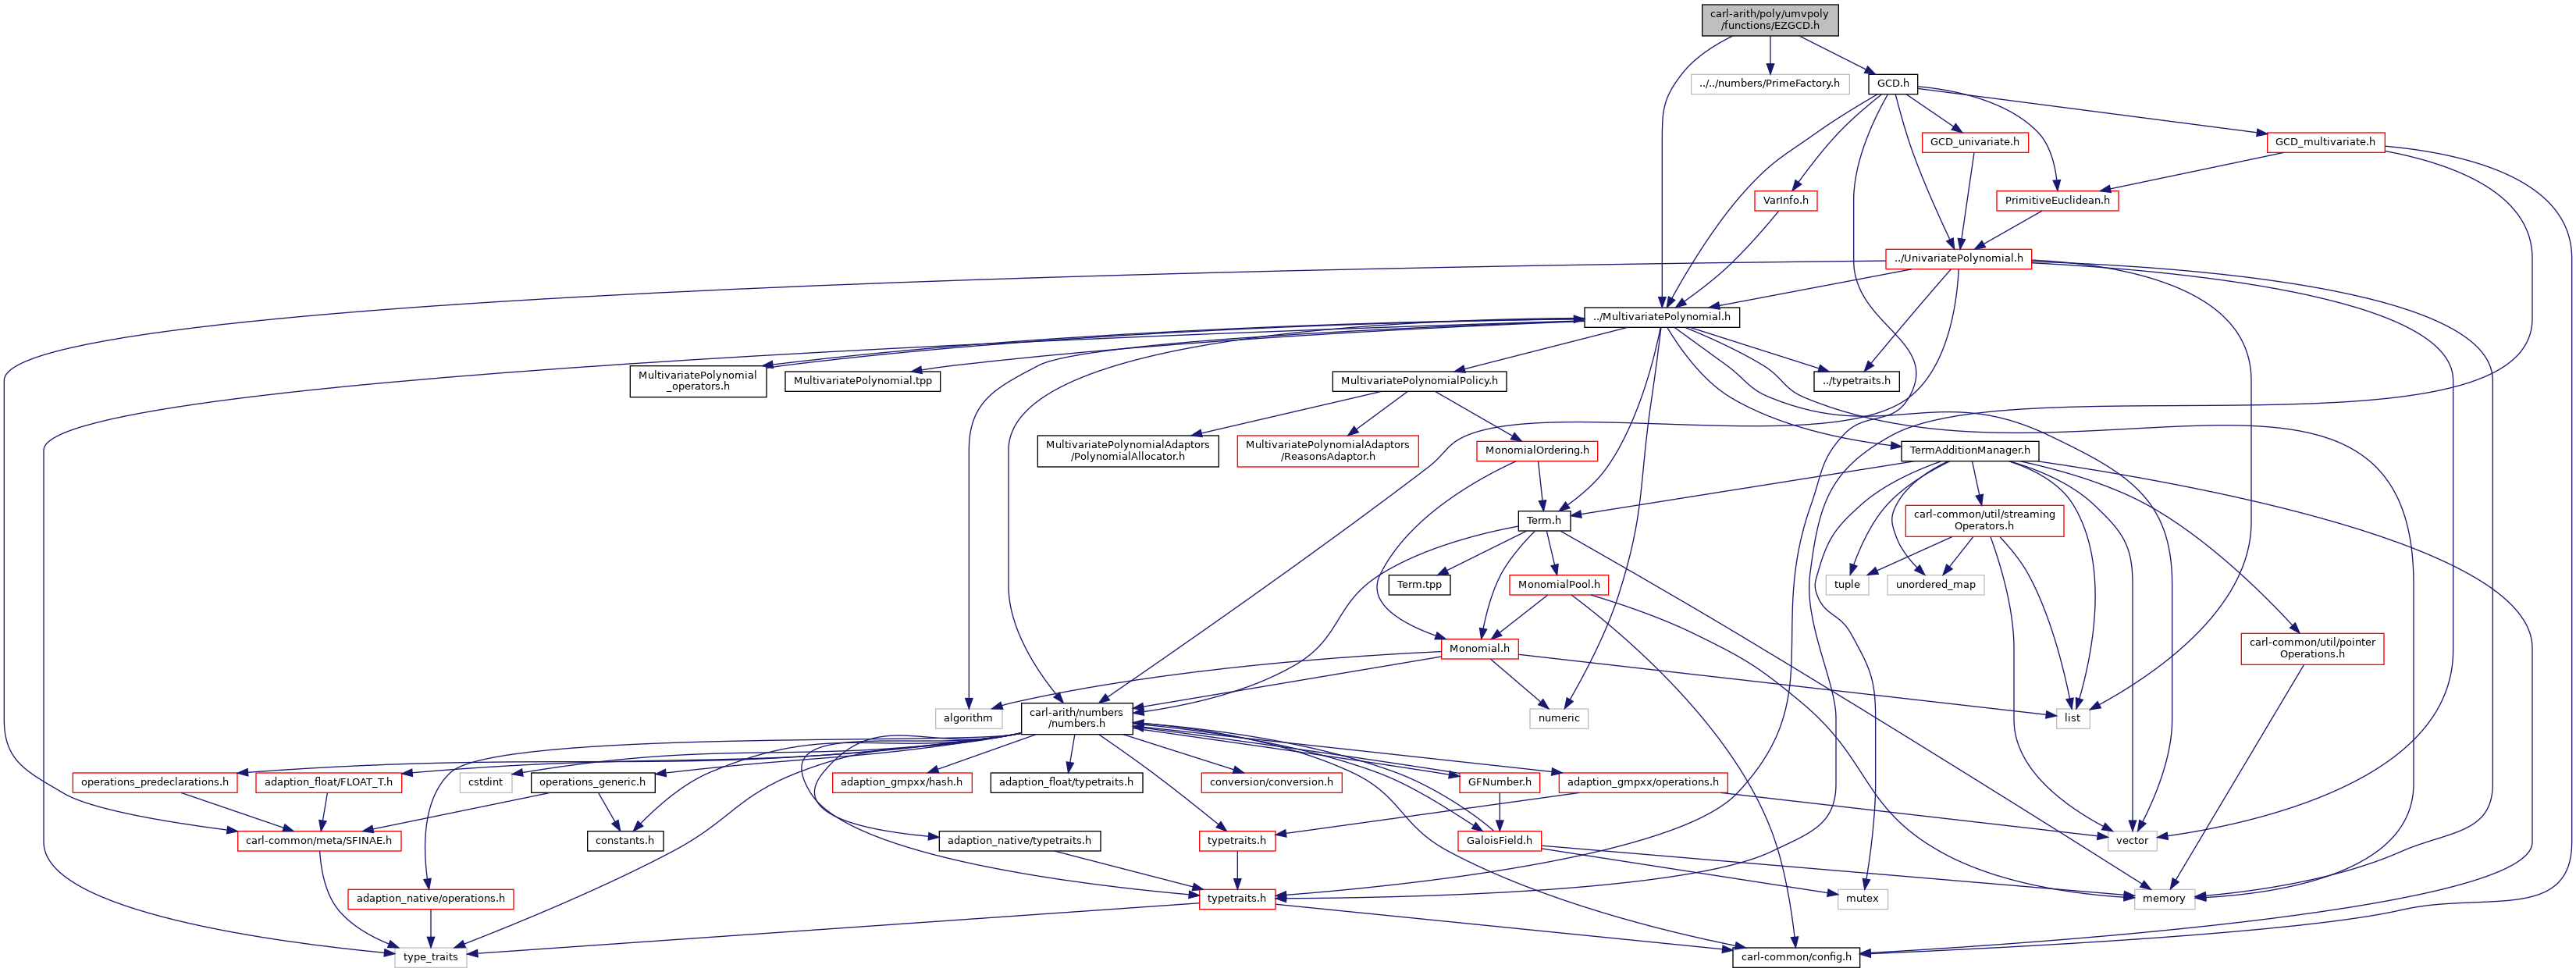 carl-arith/poly/umvpoly
/functions/EZGCD.h
../../numbers/PrimeFactory.h
GCD.h
GCD_univariate.h
GCD_multivariate.h
VarInfo.h
PrimitiveEuclidean.h
../UnivariatePolynomial.h
../MultivariatePolynomial.h
MultivariatePolynomial
_operators.h
MultivariatePolynomial.tpp
MultivariatePolynomialPolicy.h
../typetraits.h
MultivariatePolynomialAdaptors
/PolynomialAllocator.h
MultivariatePolynomialAdaptors
/ReasonsAdaptor.h
MonomialOrdering.h
TermAdditionManager.h
Term.h
carl-common/util/streaming
Operators.h
Term.tpp
MonomialPool.h
tuple
unordered_map
Monomial.h
carl-common/util/pointer
Operations.h
algorithm
carl-arith/numbers
/numbers.h
numeric
list
operations_predeclarations.h
adaption_float/FLOAT_T.h
cstdint
operations_generic.h
adaption_gmpxx/hash.h
adaption_float/typetraits.h
conversion/conversion.h
GFNumber.h
adaption_gmpxx/operations.h
carl-common/meta/SFINAE.h
constants.h
adaption_native/typetraits.h
typetraits.h
GaloisField.h
vector
adaption_native/operations.h
typetraits.h
mutex
memory
type_traits
carl-common/config.h